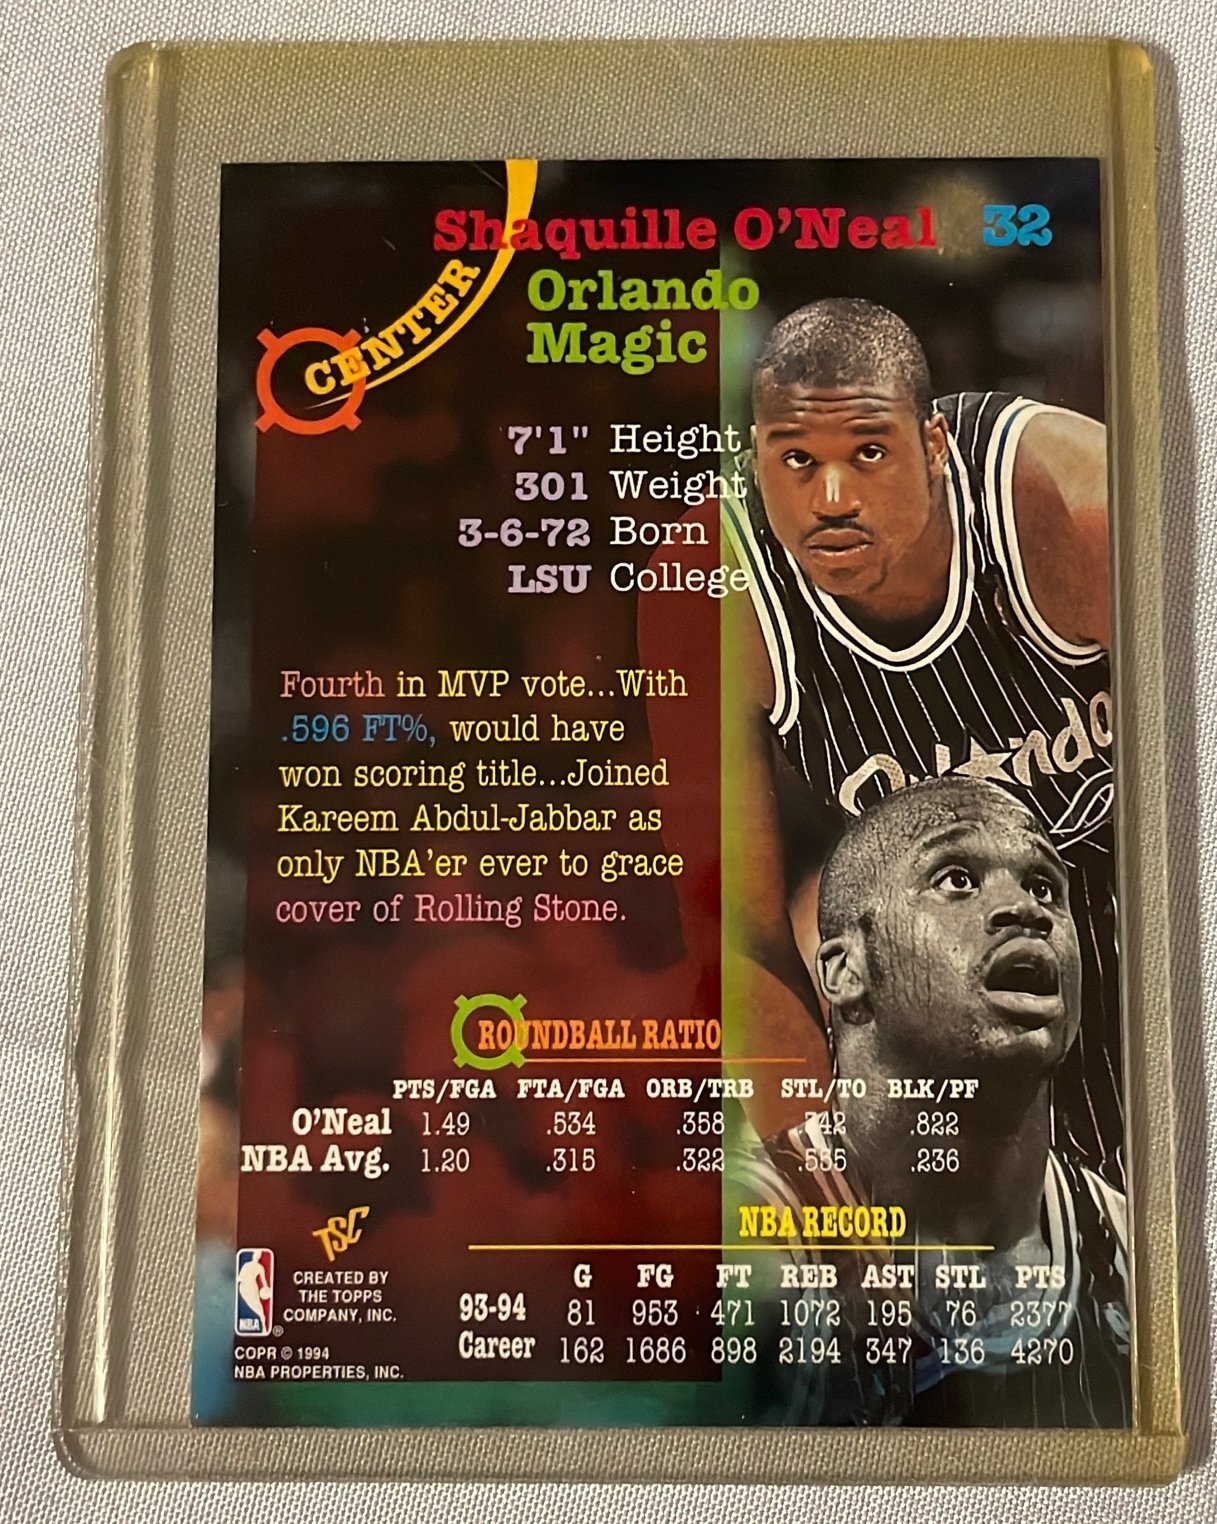 Shaquille O'Neal 32
Orlando
Magic
CENTER
7'1" Height
301 Weight
3-6-72 Born
LSU College
Orlando
Fourth in MVP vote...With
.596 FT%, would have
won scoring title...Joined
Kareem Abdul-Jabbar as
only NBA'er ever to grace
cover of Rolling Stone.
ROUNDBALL RATIO
PTS/FGA FTA/FGA ORB/TRB STL/TO BLK/PF
O'Neal 1.49 .534 .358 .342 .822
NBA Avg. 1.20 .315 .322 .555 .236
NBA RECORD
G FG FT REB AST STL PTS
93-94 81 953 471 1072 195 76 2377
Career 162 1686 898 2194 347 136 4270
TSC
NBA ®
CREATED BY
THE TOPPS
COMPANY, INC.
COPR © 1994
NBA PROPERTIES, INC.